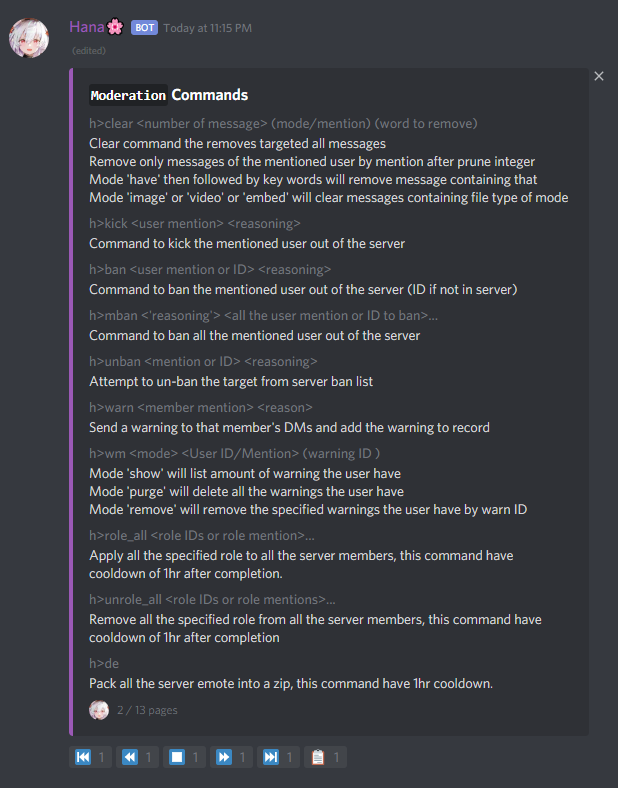 Hana🌸 BOT Today at 11:15 PM
(edited)
Moderation Commands
h>clear <number of message> (mode/mention) (word to remove)
Clear command the removes targeted all messages
Remove only messages of the mentioned user by mention after prune integer
Mode 'have' then followed by key words will remove message containing that
Mode 'image' or 'video' or 'embed' will clear messages containing file type of mode
h>kick <user mention> <reasoning>
Command to kick the mentioned user out of the server
h>ban <user mention or ID> <reasoning>
Command to ban the mentioned user out of the server (ID if not in server)
h>mban <'reasoning'> <all the user mention or ID to ban>...
Command to ban all the mentioned user out of the server
h>unban <mention or ID> <reasoning>
Attempt to un-ban the target from server ban list
h>warn <member mention> <reason>
Send a warning to that member's DMs and add the warning to record
h>wm <mode> <User ID/Mention> (warning ID )
Mode 'show' will list amount of warning the user have
Mode 'purge' will delete all the warnings the user have
Mode 'remove' will remove the specified warnings the user have by warn ID
h>role_all <role IDs or role mention>...
Apply all the specified role to all the server members, this command have
cooldown of 1hr after completion.
h>unrole_all <role IDs or role mentions>...
Remove all the specified role from all the server members, this command have
cooldown of 1hr after completion
h>de
Pack all the server emote into a zip, this command have 1hr cooldown.
2 / 13 pages
⏮ 1 ⏪ 1 ⏹ 1 ⏩ 1 ⏭ 1 📋 1